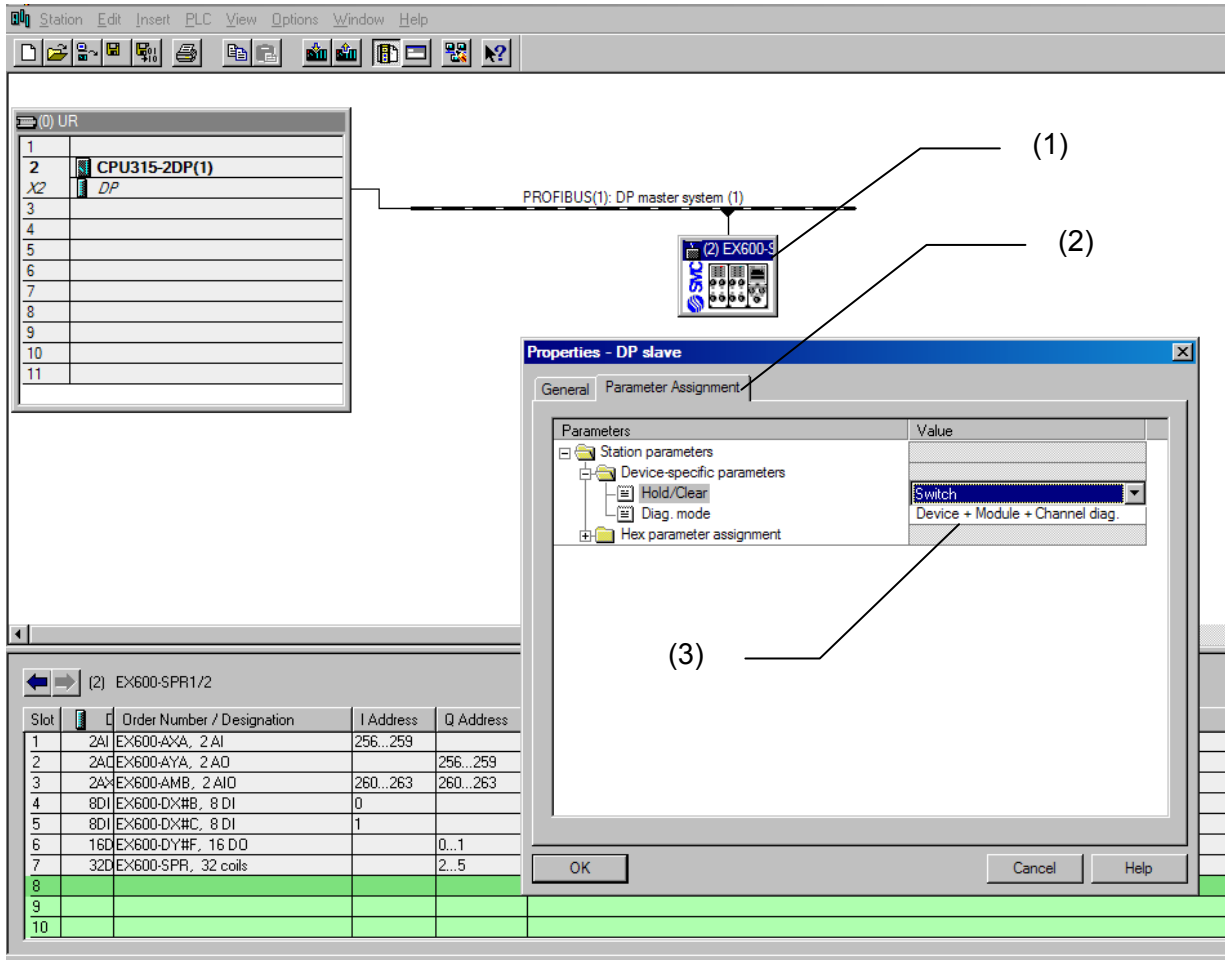 Station Edit Insert PLC View Options Window Help
(0) UR
1
2 CPU315-2DP(1)
X2 DP
3
4
5
6
7
8
9
10
11
PROFIBUS(1): DP master system (1)
(2) EX600-S
SMC
(1)
(2)
Properties - DP slave
General Parameter Assignment
Parameters Value
Station parameters
Device-specific parameters
Hold/Clear Switch
Diag. mode Device + Module + Channel diag.
Hex parameter assignment
(3)
OK Cancel Help
(2) EX600-SPR1/2
Slot D Order Number / Designation I Address Q Address
1 2AI EX600-AXA, 2 AI 256...259
2 2AO EX600-AYA, 2 AO 256...259
3 2AX EX600-AMB, 2 AIO 260...263 260...263
4 8DI EX600-DX#B, 8 DI 0
5 8DI EX600-DX#C, 8 DI 1
6 16D EX600-DY#F, 16 DO 0...1
7 32D EX600-SPR, 32 coils 2...5
8
9
10